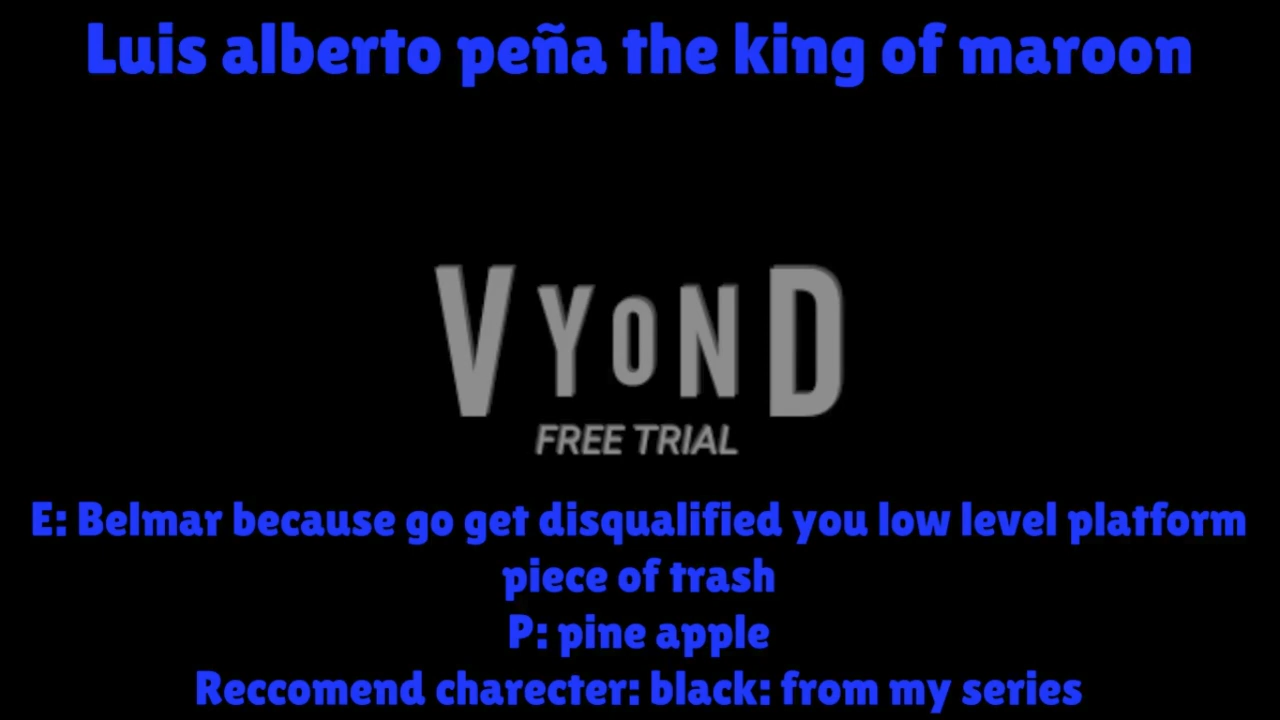 Luis alberto peña the king of maroon
VYOND
FREE TRIAL
E: Belmar because go get disqualified you low level platform
piece of trash
P: pine apple
Reccomend charecter: black: from my series